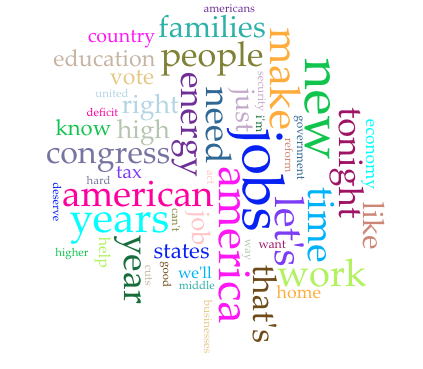 americans
country families
education people make
vote energy security new
united right need just i'm government tonight economy
deficit
know high jobs reform
congress
tax act
hard american america let's time like
deserve
years can't job
year states way want
higher help cuts good we'll that's work
middle home
businesses